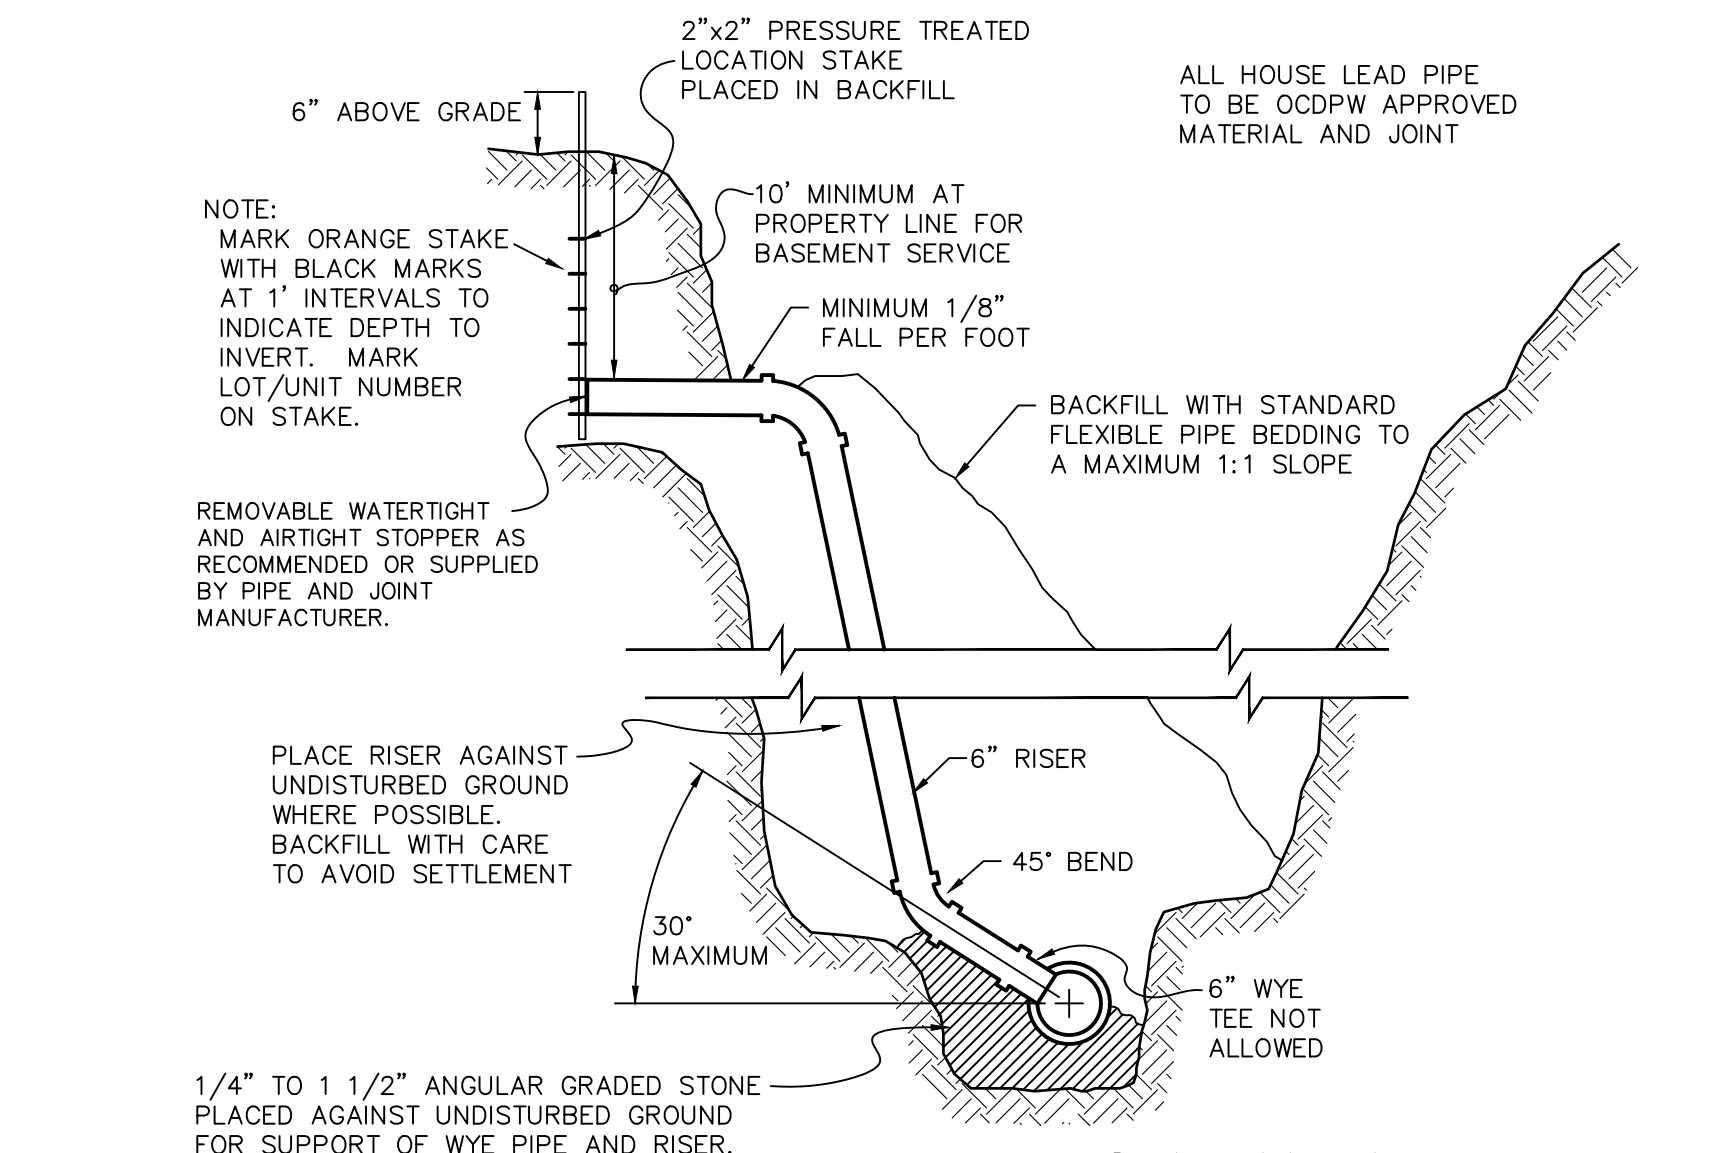 2”x2” PRESSURE TREATED
LOCATION STAKE
PLACED IN BACKFILL
ALL HOUSE LEAD PIPE
TO BE OCDPW APPROVED
MATERIAL AND JOINT
6” ABOVE GRADE
10’ MINIMUM AT
PROPERTY LINE FOR
BASEMENT SERVICE
NOTE:
MARK ORANGE STAKE
WITH BLACK MARKS
AT 1’ INTERVALS TO
INDICATE DEPTH TO
INVERT. MARK
LOT/UNIT NUMBER
ON STAKE.
MINIMUM 1/8”
FALL PER FOOT
BACKFILL WITH STANDARD
FLEXIBLE PIPE BEDDING TO
A MAXIMUM 1:1 SLOPE
REMOVABLE WATERTIGHT
AND AIRTIGHT STOPPER AS
RECOMMENDED OR SUPPLIED
BY PIPE AND JOINT
MANUFACTURER.
PLACE RISER AGAINST
UNDISTURBED GROUND
WHERE POSSIBLE.
BACKFILL WITH CARE
TO AVOID SETTLEMENT
6” RISER
45° BEND
30°
MAXIMUM
6” WYE
TEE NOT
ALLOWED
1/4” TO 1 1/2” ANGULAR GRADED STONE
PLACED AGAINST UNDISTURBED GROUND
FOR SUPPORT OF WYE PIPE AND RISER.